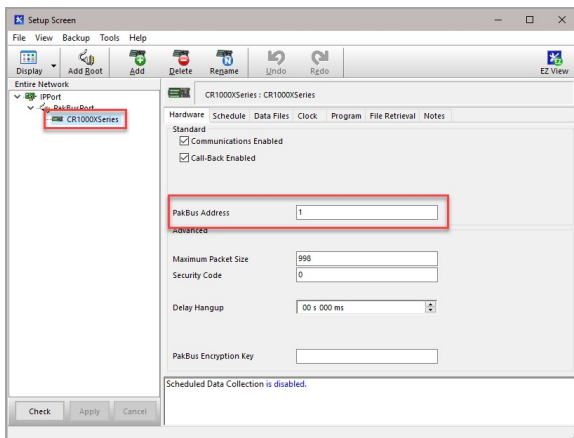 Setup Screen
File View Backup Tools Help
Display Add Root Add Delete Rename Undo Redo EZ View
Entire Network
IPPort
PakBusPort
CR1000XSeries
CR1000XSeries : CR1000XSeries
Hardware Schedule Data Files Clock Program File Retrieval Notes
Standard
Communications Enabled
Call-Back Enabled
PakBus Address 1
Advanced
Maximum Packet Size 998
Security Code 0
Delay Hangup 00 s 000 ms
PakBus Encryption Key
Scheduled Data Collection is disabled.
Check Apply Cancel